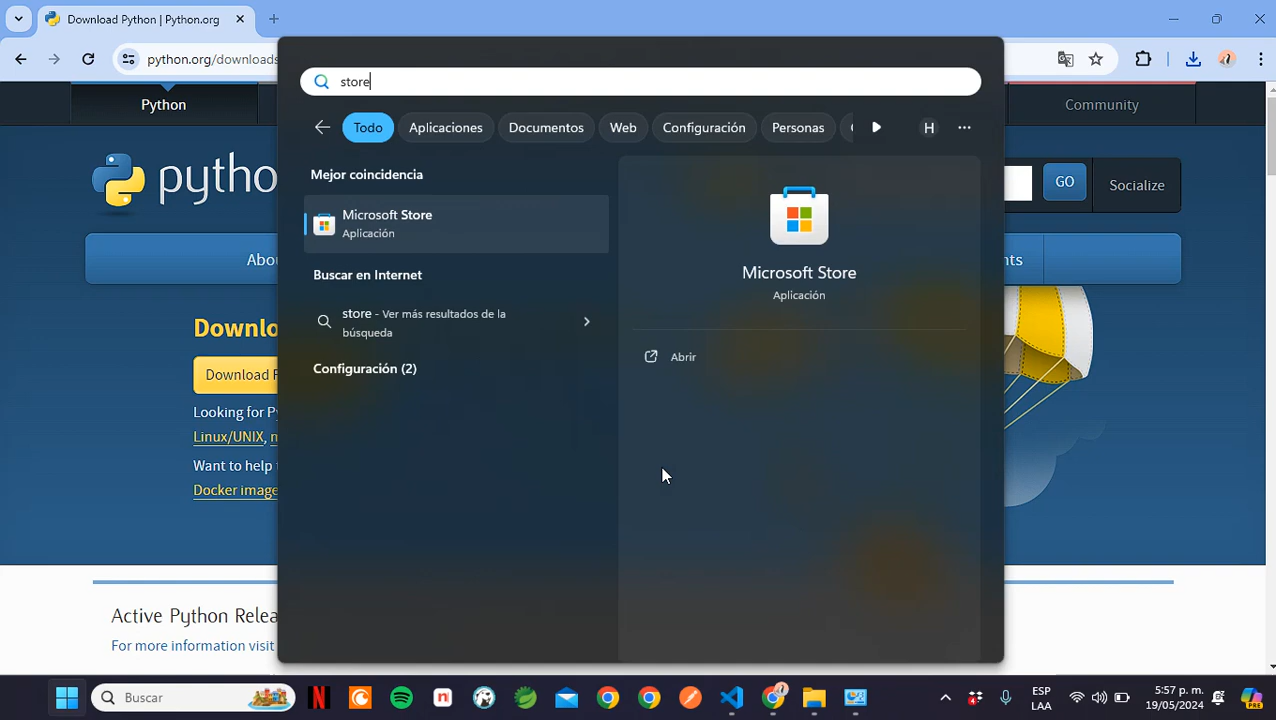 Download Python | Python.org
python.org/downloads
store
Todo
Aplicaciones
Documentos
Web
Configuración
Personas
H
Mejor coincidencia
Microsoft Store
Aplicación
Buscar en Internet
store - Ver más resultados de la
búsqueda
Configuración (2)
Microsoft Store
Aplicación
Abrir
Python
Community
GO
Socialize
Looking for
Linux/UNIX,
Want to help
Docker image
Active Python
For more information visit
Buscar
ESP
LAA
5:57 p. m.
19/05/2024
PRE